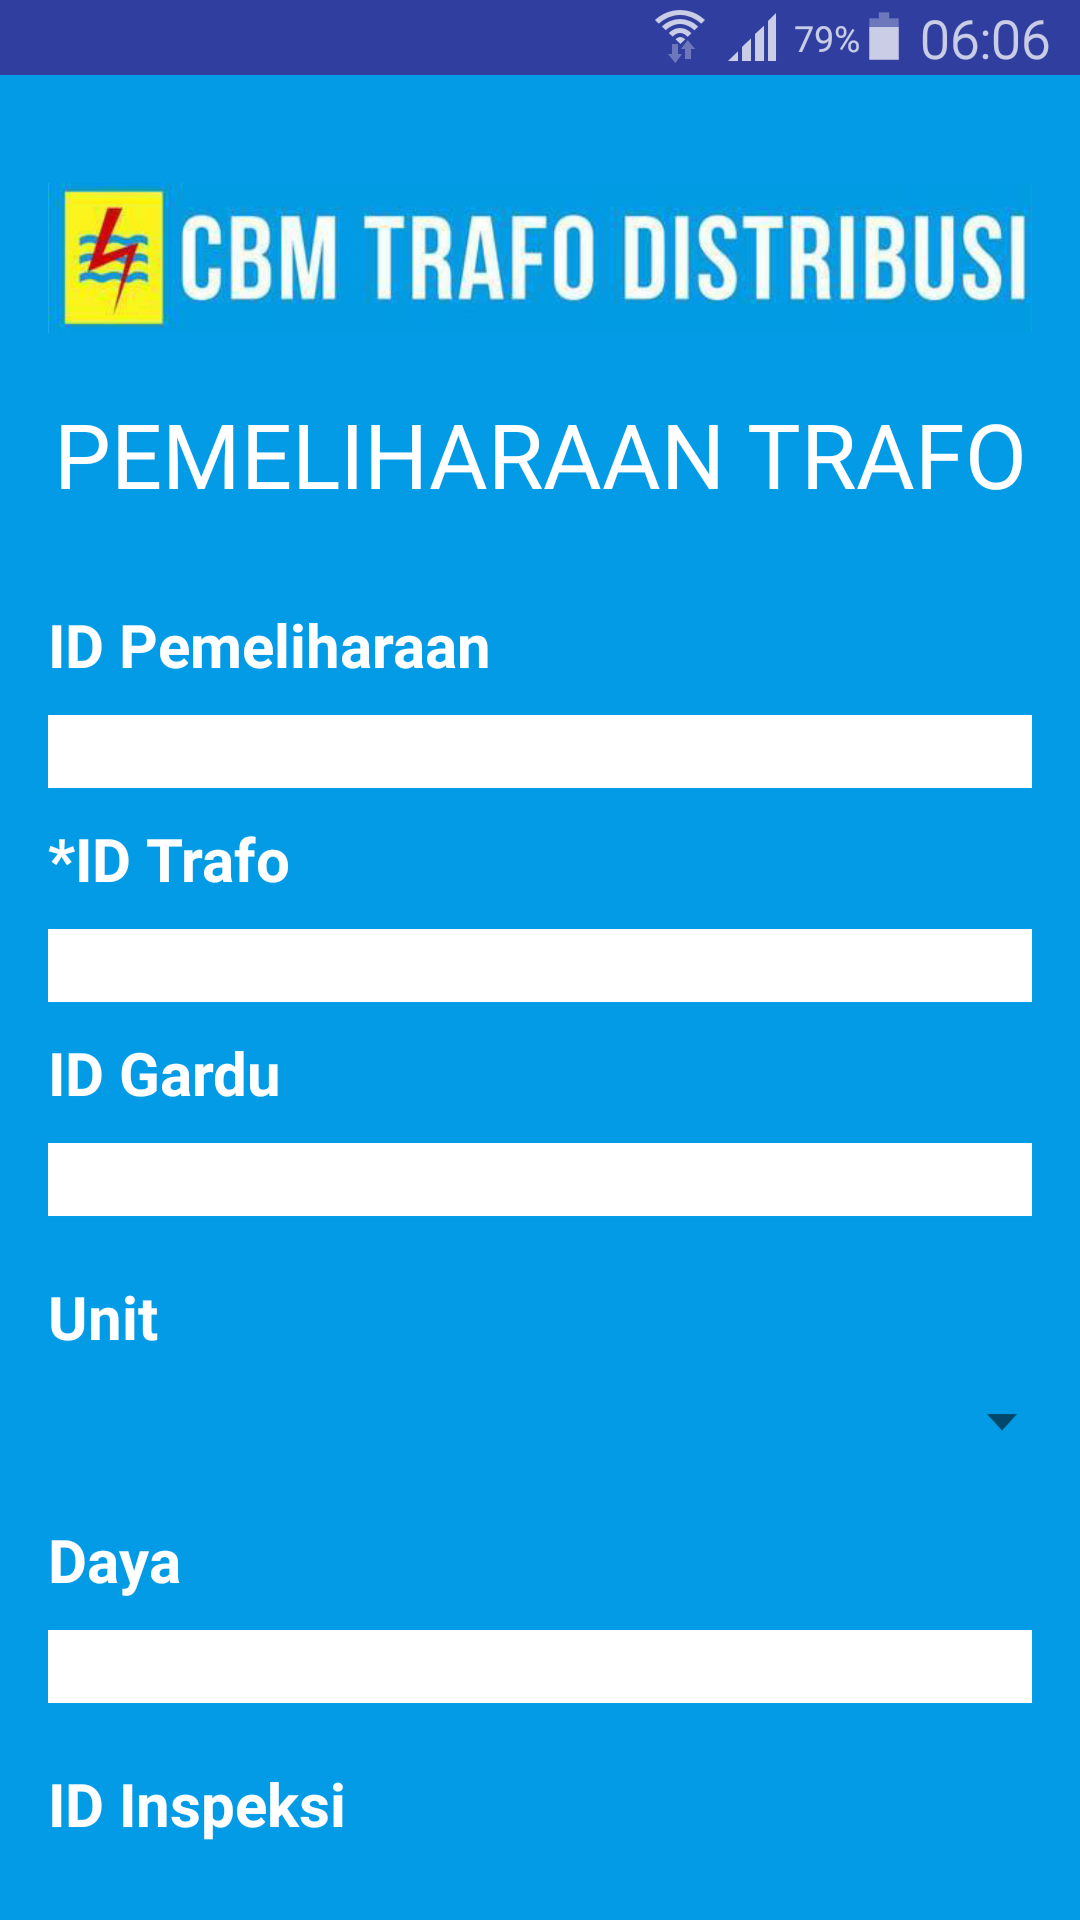 79% 06:06
CBM TRAFO DISTRIBUSI
PEMELIHARAAN TRAFO
ID Pemeliharaan
*ID Trafo
ID Gardu
Unit
Daya
ID Inspeksi